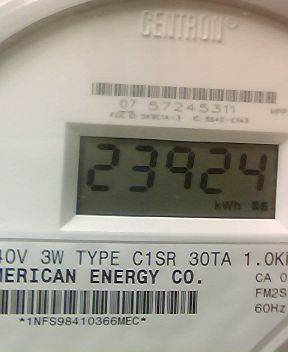 CENTRON®
07 57245311
23924
kWh
40V 3W TYPE C1SR 30TA 1.0K
MERICAN ENERGY CO.
CA 0
FM2S
60Hz
*1NFS98410366MEC*